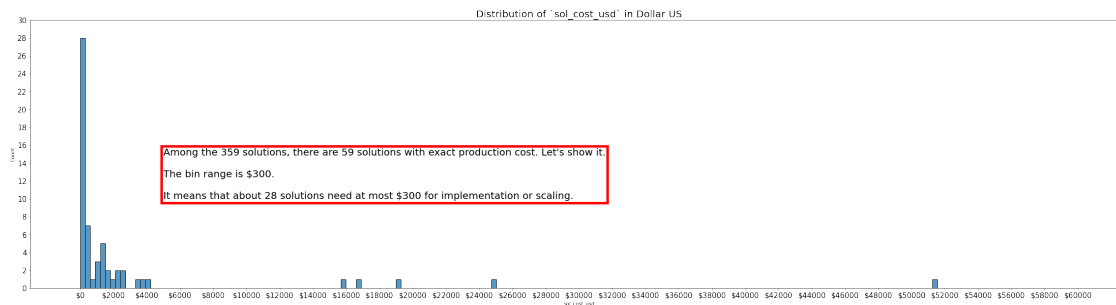 Distribution of `sol_cost_usd` in Dollar US
30
28
26
24
22
20
18
16
14
12
10
8
6
4
2
0
Count
Among the 359 solutions, there are 59 solutions with exact production cost. Let's show it.
The bin range is $300.
It means that about 28 solutions need at most $300 for implementation or scaling.
$0 $2000 $4000 $6000 $8000 $10000 $12000 $14000 $16000 $18000 $20000 $22000 $24000 $26000 $28000 $30000 $32000 $34000 $36000 $38000 $40000 $42000 $44000 $46000 $48000 $50000 $52000 $54000 $56000 $58000 $60000
sol_cost_usd